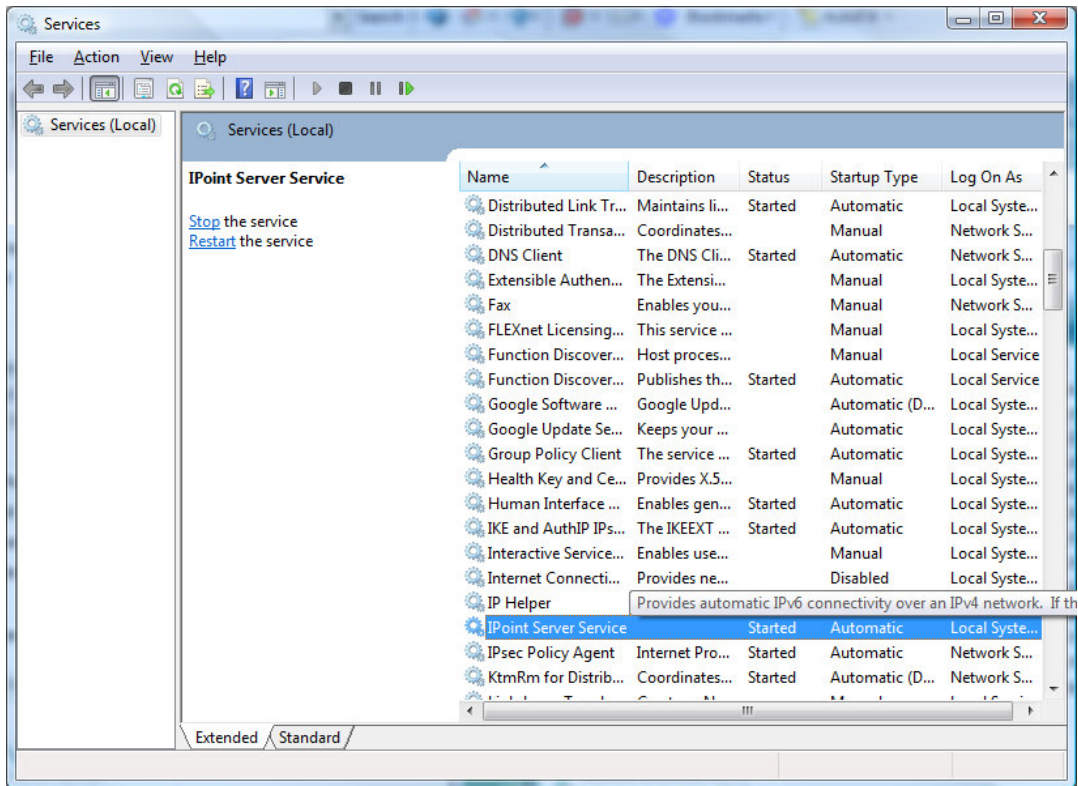 Services
File Action View Help
Services (Local)
Services (Local)
IPoint Server Service
Stop the service
Restart the service
Name Description Status Startup Type Log On As
Distributed Link Tr... Maintains li... Started Automatic Local Syste...
Distributed Transa... Coordinates... Manual Network S...
DNS Client The DNS Cli... Started Automatic Network S...
Extensible Authen... The Extensi... Manual Local Syste...
Fax Enables you... Manual Network S...
FLEXnet Licensing... This service ... Manual Local Syste...
Function Discover... Host proces... Manual Local Service
Function Discover... Publishes th... Started Automatic Local Service
Google Software ... Google Upd... Automatic (D... Local Syste...
Google Update Se... Keeps your ... Automatic Local Syste...
Group Policy Client The service ... Started Automatic Local Syste...
Health Key and Ce... Provides X.5... Manual Local Syste...
Human Interface ... Enables gen... Started Automatic Local Syste...
IKE and AuthIP IPs... The IKEEXT ... Started Automatic Local Syste...
Interactive Service... Enables use... Manual Local Syste...
Internet Connecti... Provides ne... Disabled Local Syste...
IP Helper Provides automatic IPv6 connectivity over an IPv4 network. If th
IPoint Server Service Started Automatic Local Syste...
IPsec Policy Agent Internet Pro... Started Automatic Network S...
KtmRm for Distrib... Coordinates... Started Automatic (D... Network S...
Extended Standard